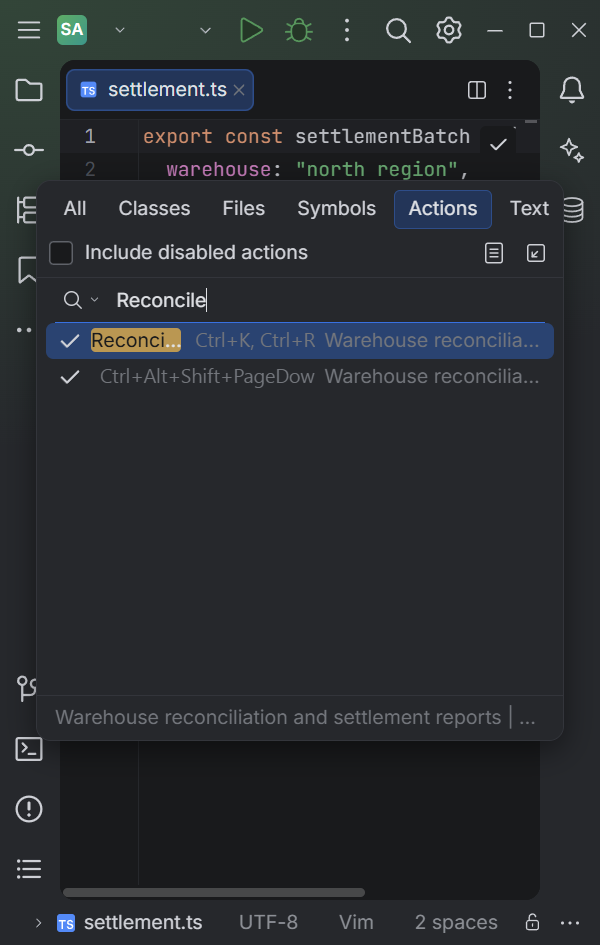 SA
settlement.ts
1 export const settlementBatch
2 warehouse: "north region",
All Classes Files Symbols Actions Text
Include disabled actions
Reconcile
Reconci... Ctrl+K, Ctrl+R Warehouse reconcilia...
Ctrl+Alt+Shift+PageDow Warehouse reconcilia...
Warehouse reconciliation and settlement reports | ...
TS settlement.ts UTF-8 Vim 2 spaces